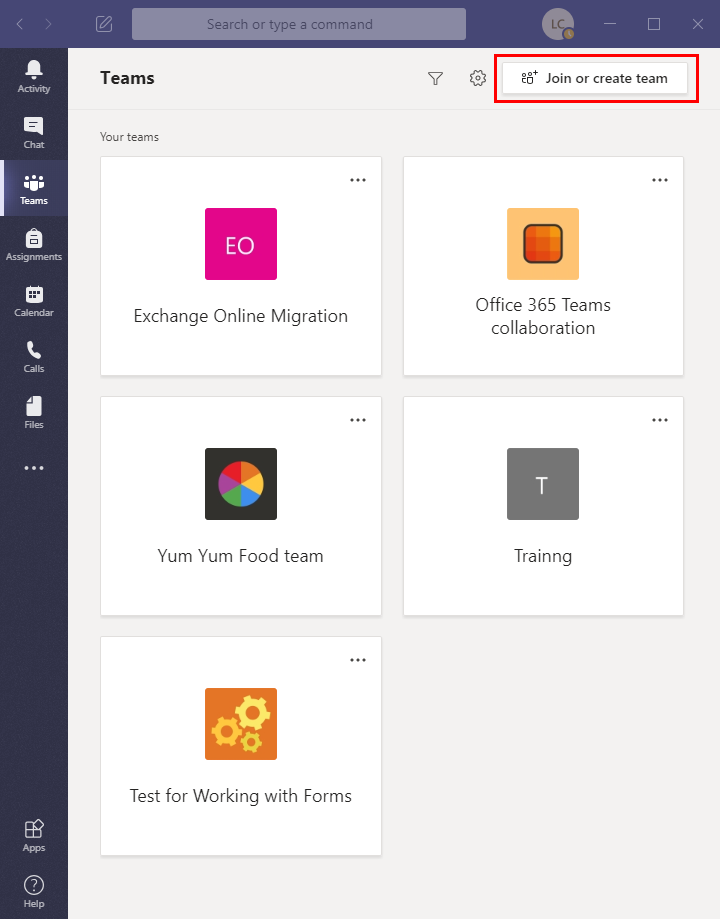 Search or type a command
LC
Activity
Chat
Teams
Assignments
Calendar
Calls
Files
Apps
Help
Teams
Join or create team
Your teams
EO
Exchange Online Migration
Office 365 Teams
collaboration
Yum Yum Food team
T
Trainng
Test for Working with Forms